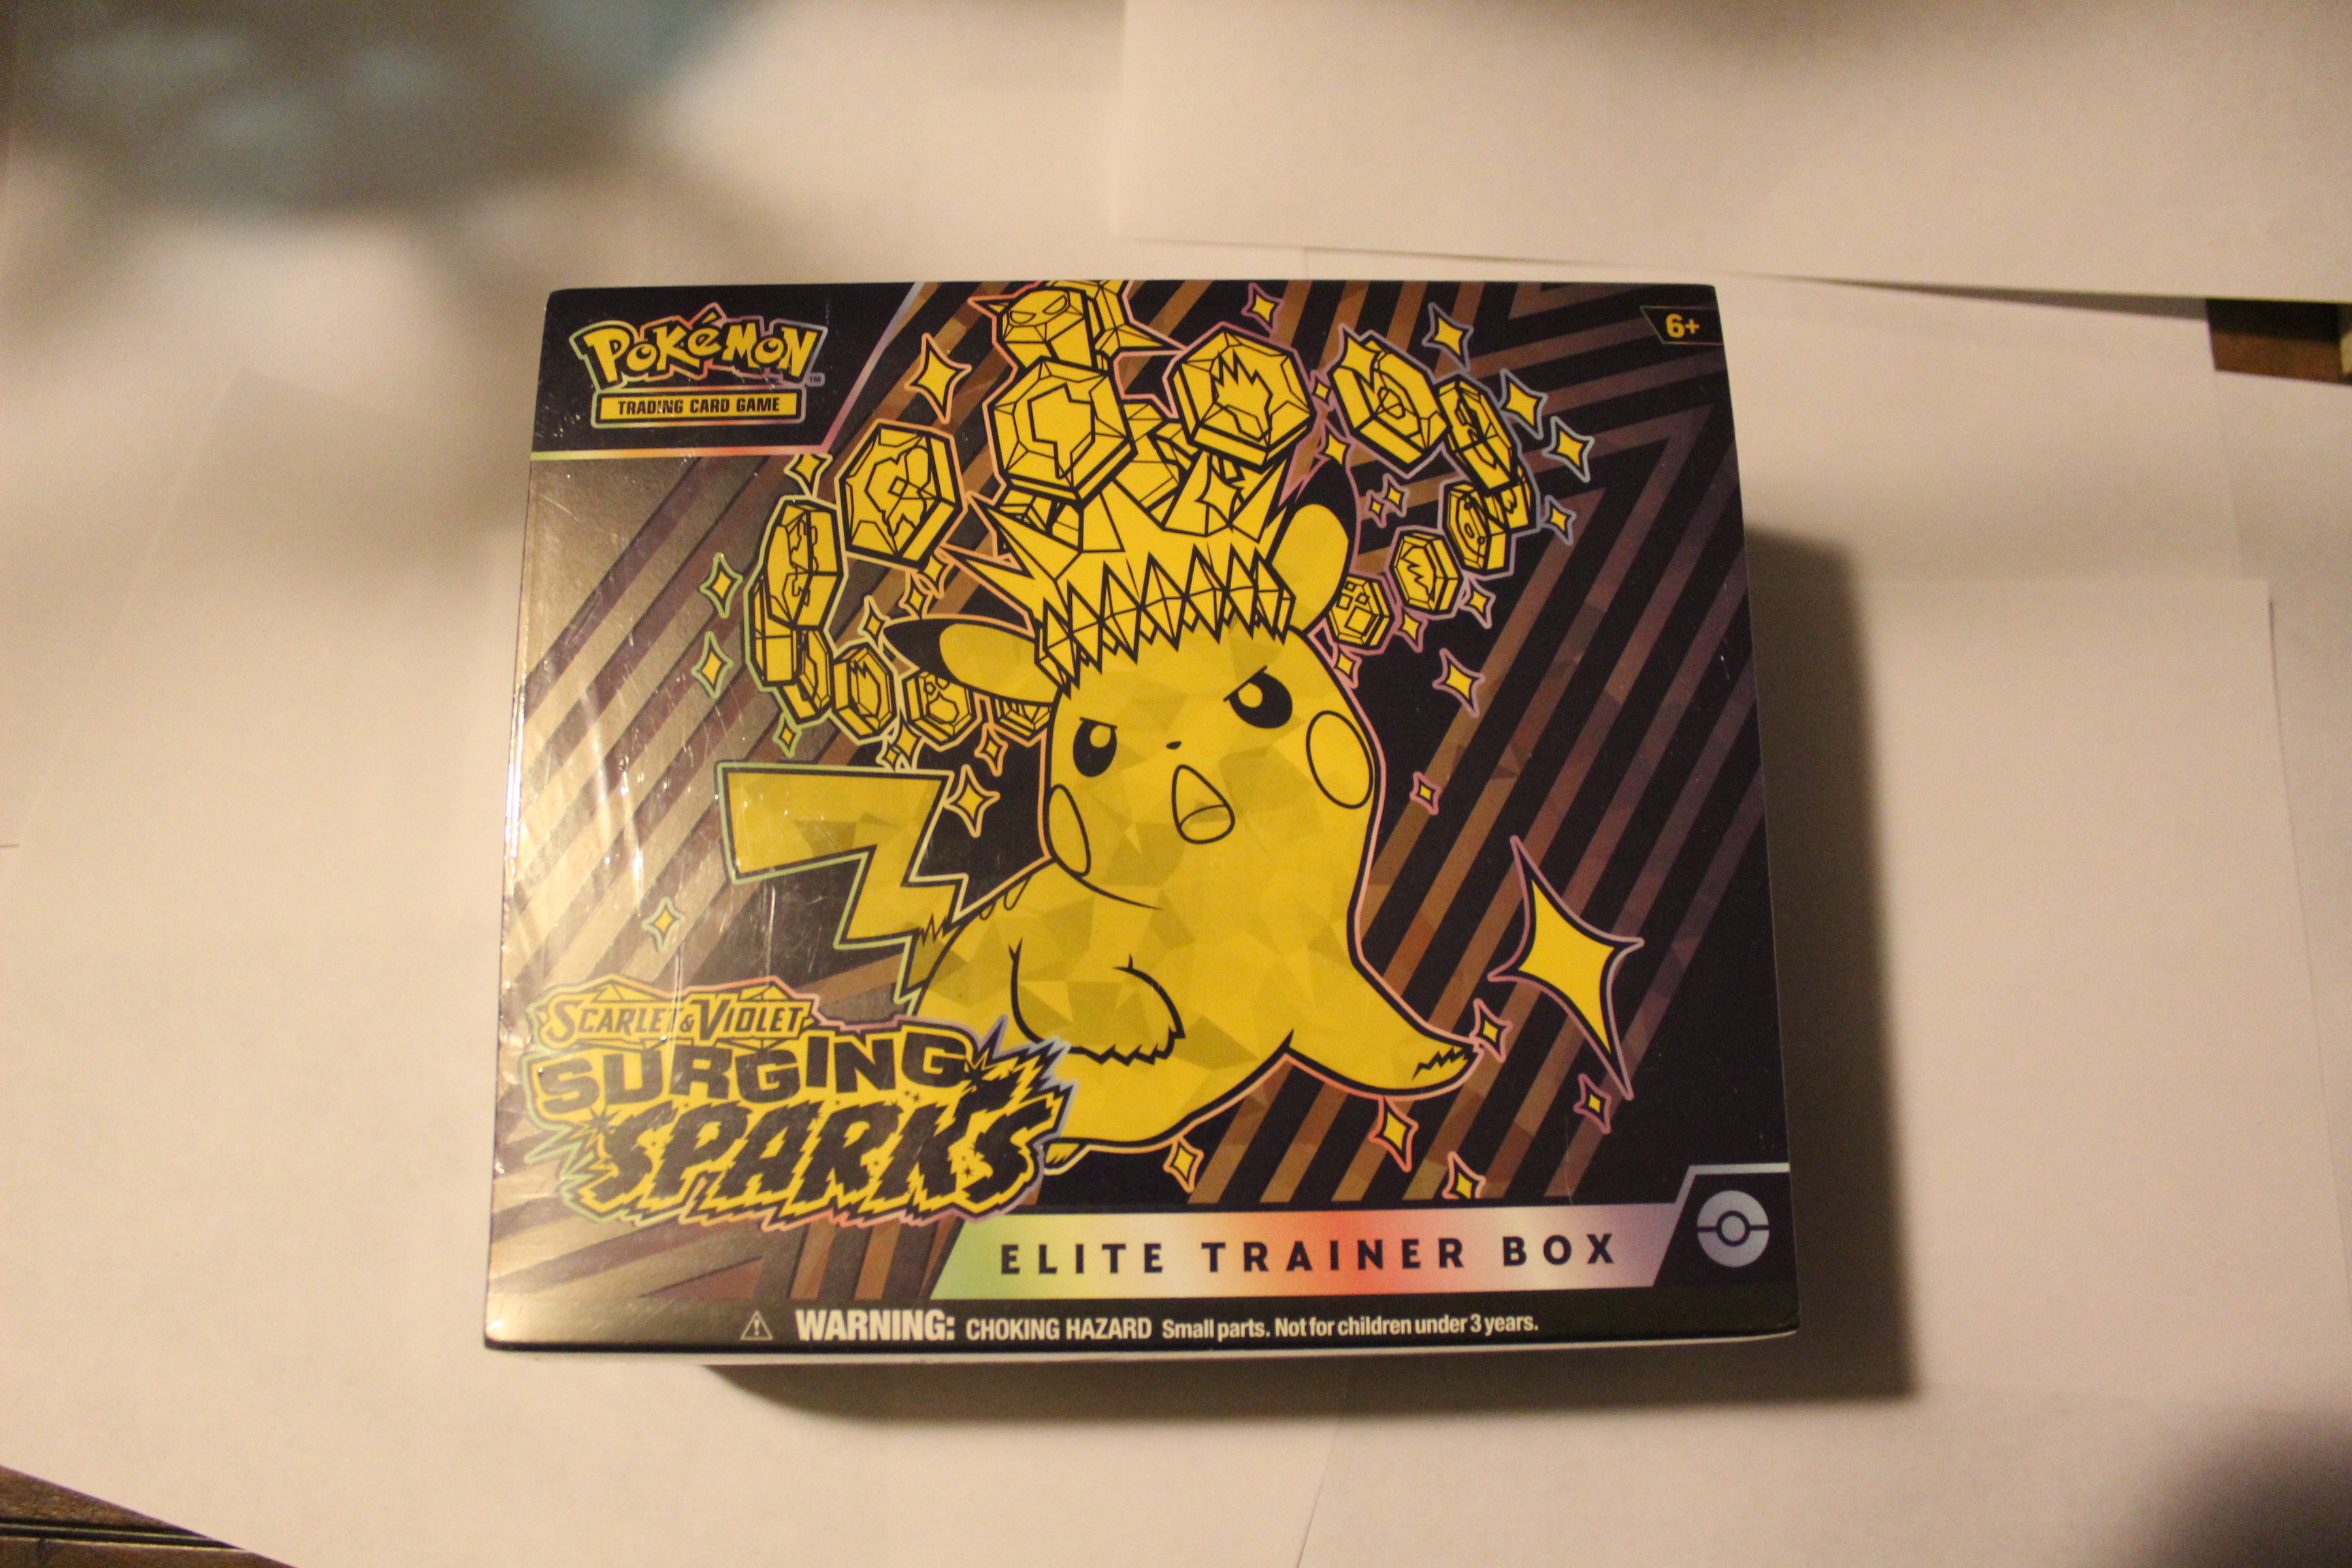 POKéMON™
TRADING CARD GAME
6+
SCARLET & VIOLET
SURGING
SPARKS
ELITE TRAINER BOX
WARNING: CHOKING HAZARD Small parts. Not for children under 3 years.